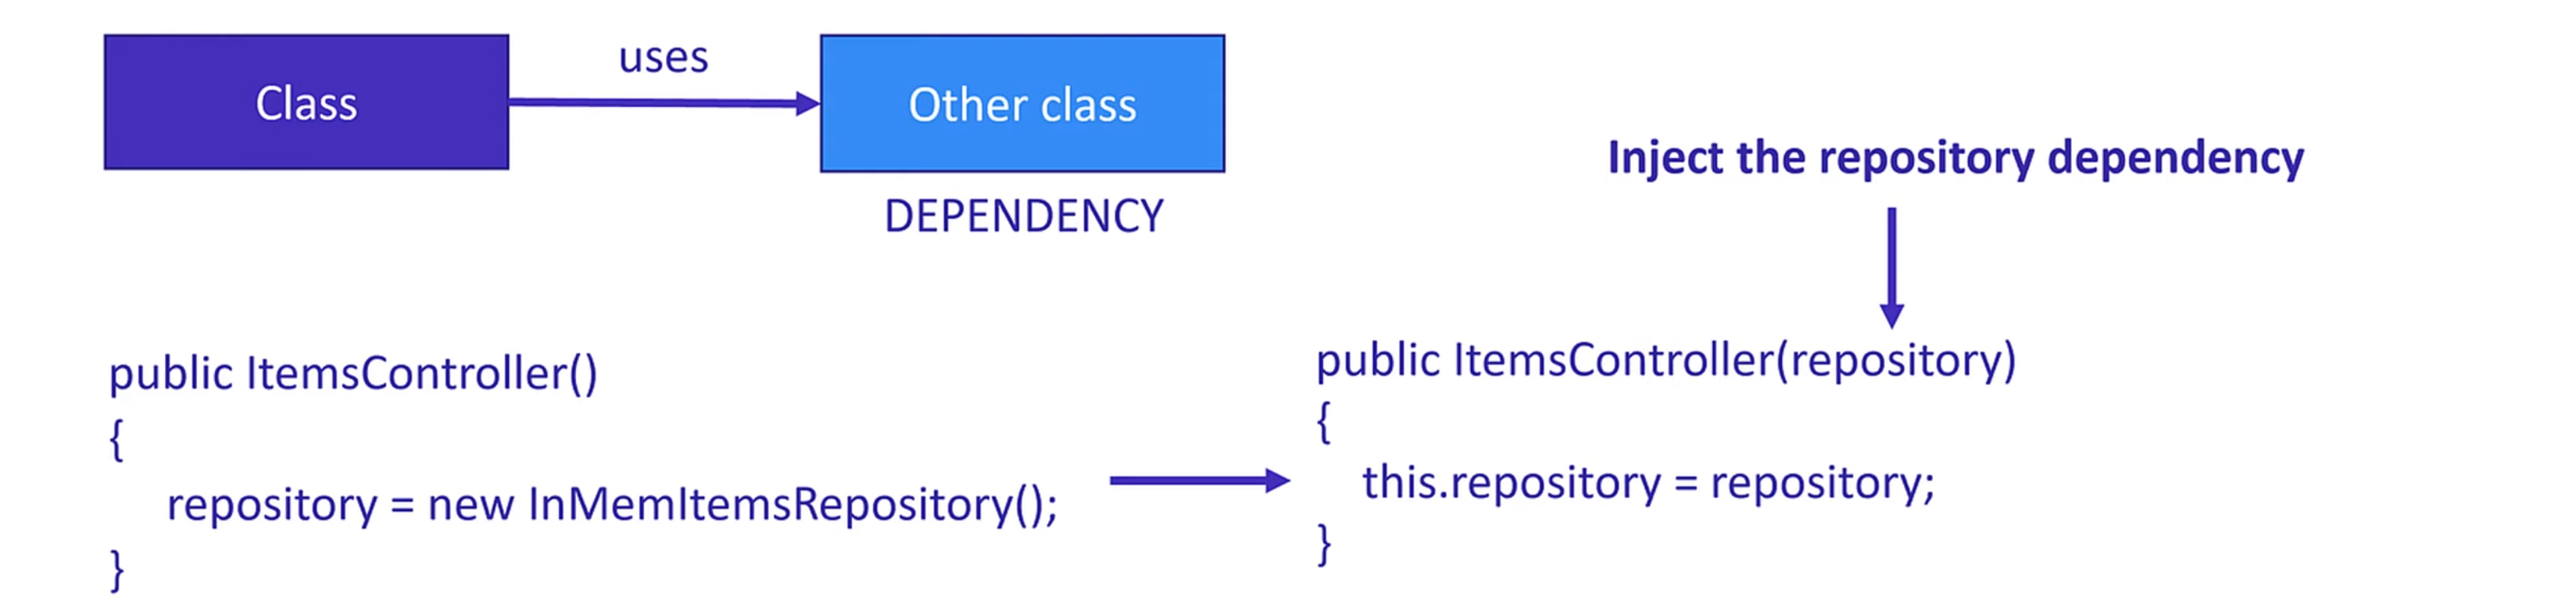 Class
uses
Other class
DEPENDENCY
Inject the repository dependency
public ItemsController()
{
repository = new InMemItemsRepository();
}
public ItemsController(repository)
{
this.repository = repository;
}